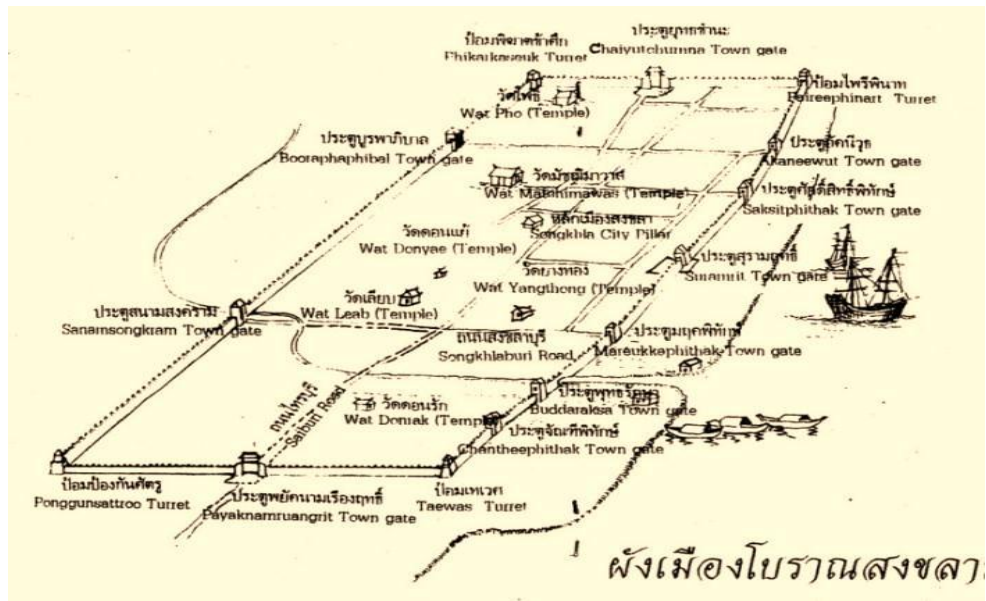 ป้อมพิฆาตข้าศึก
Phikatkasuk Turret
ประตูยุทธชำนะ
Chaiyutchumna Town gate
ป้อมไพรีพินาท
Paireephinart Turret
วัดโพธิ์
Wat Pho (Temple)
ประตูบูรพาภิบาล
Booraphaphibal Town gate
ประตูอัคนีวุธ
Akaneewut Town gate
วัดมัชฌิมาวาส
Wat Matchimawas (Temple)
ประตูศักดิ์สิทธิ์พิทักษ์
Saksitphithak Town gate
หลักเมืองสงขลา
Songkhla City Pillar
วัดดอนแย้
Wat Donyae (Temple)
ประตูสุรามฤทธิ์
Suramrit Town gate
วัดยางทอง
Wat Yangthong (Temple)
วัดเลียบ
Wat Leab (Temple)
ประตูสนามสงคราม
Sanamsongkram Town gate
ถนนสงขลาบุรี
Songkhlaburi Road
ประตูมฤคพิทักษ์
Mareukkaphithak Town gate
ถนนไทรบุรี
Saiburi Road
วัดดอนรัก
Wat Donrak (Temple)
ประตูพุทธรักษา
Buddaraksa Town gate
ประตูจัณฑีพิทักษ์
Chantheephithak Town gate
ป้อมป้องกันศัตรู
Ponggunsattroo Turret
ประตูพยัคนามเรืองฤทธิ์
Payaknamruangrit Town gate
ป้อมเทเวศ
Taewas Turret
ผังเมืองโบราณสงขลา